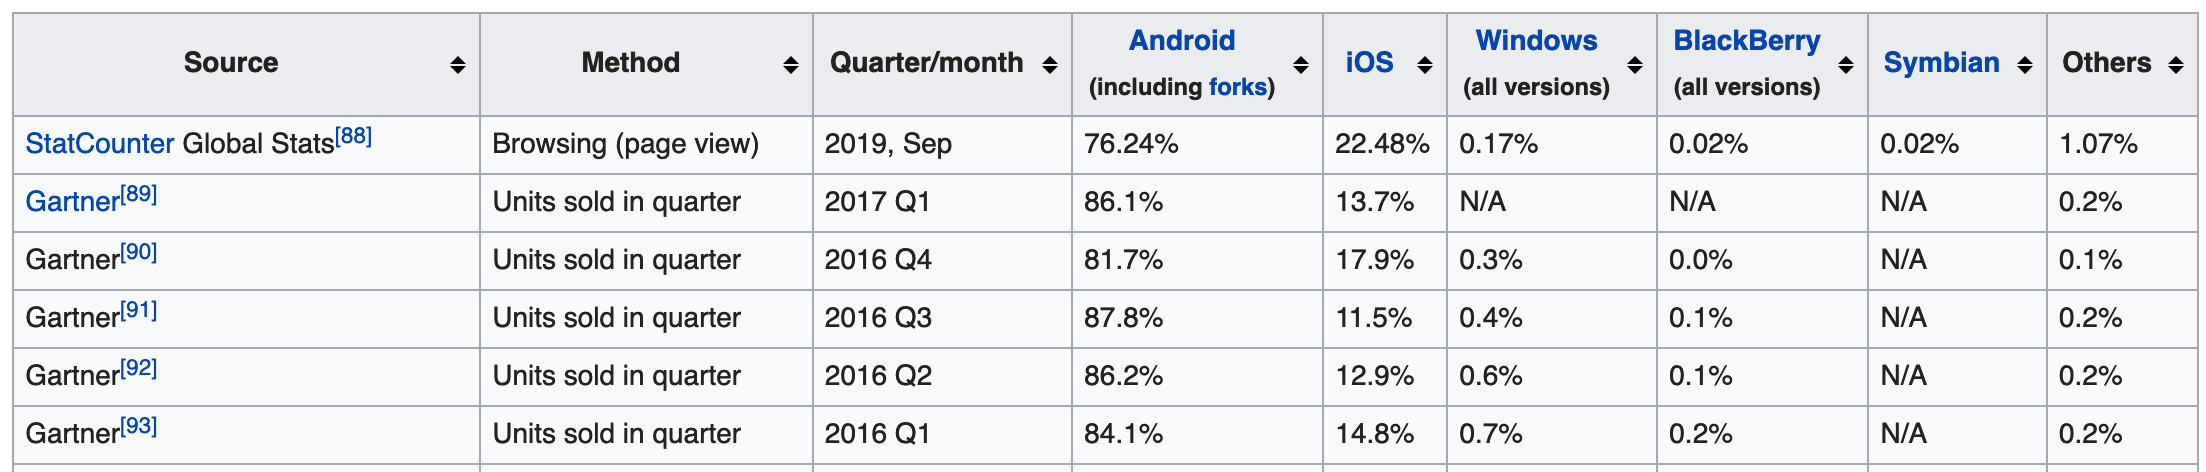 Source Method Quarter/month Android (including forks) iOS Windows (all versions) BlackBerry (all versions) Symbian Others
StatCounter Global Stats[88] Browsing (page view) 2019, Sep 76.24% 22.48% 0.17% 0.02% 0.02% 1.07%
Gartner[89] Units sold in quarter 2017 Q1 86.1% 13.7% N/A N/A N/A 0.2%
Gartner[90] Units sold in quarter 2016 Q4 81.7% 17.9% 0.3% 0.0% N/A 0.1%
Gartner[91] Units sold in quarter 2016 Q3 87.8% 11.5% 0.4% 0.1% N/A 0.2%
Gartner[92] Units sold in quarter 2016 Q2 86.2% 12.9% 0.6% 0.1% N/A 0.2%
Gartner[93] Units sold in quarter 2016 Q1 84.1% 14.8% 0.7% 0.2% N/A 0.2%